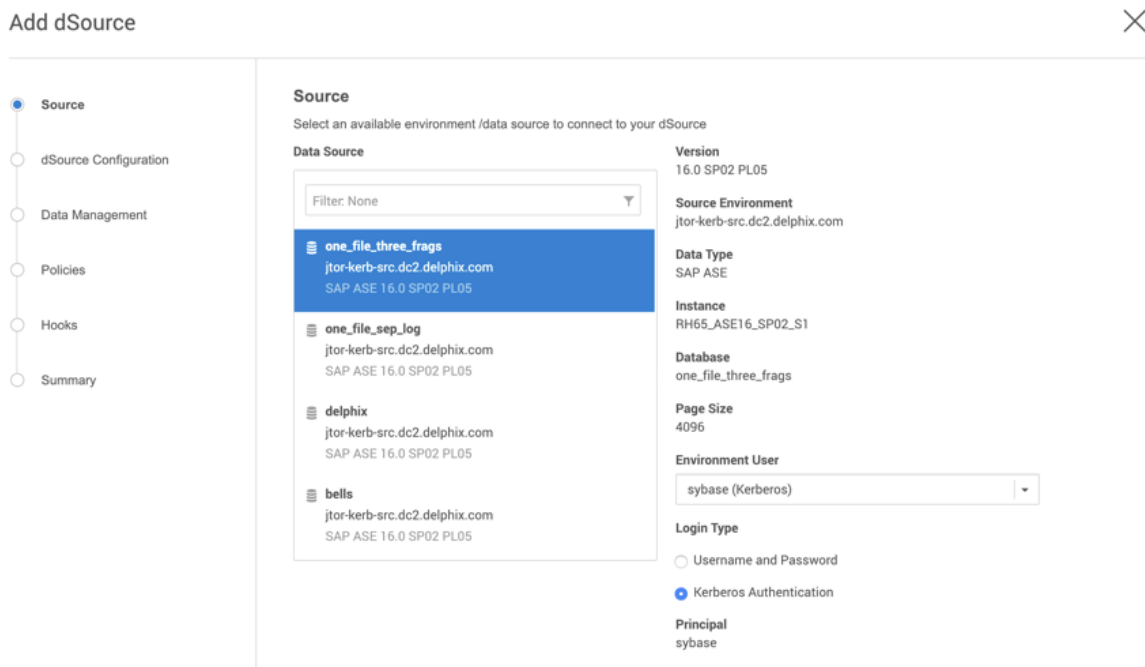 Add dSource
Source
dSource Configuration
Data Management
Policies
Hooks
Summary
Source
Select an available environment /data source to connect to your dSource
Data Source
Filter: None
one_file_three_frags
jtor-kerb-src.dc2.delphix.com
SAP ASE 16.0 SP02 PL05
one_file_sep_log
jtor-kerb-src.dc2.delphix.com
SAP ASE 16.0 SP02 PL05
delphix
jtor-kerb-src.dc2.delphix.com
SAP ASE 16.0 SP02 PL05
bells
jtor-kerb-src.dc2.delphix.com
SAP ASE 16.0 SP02 PL05
Version
16.0 SP02 PL05
Source Environment
jtor-kerb-src.dc2.delphix.com
Data Type
SAP ASE
Instance
RH65_ASE16_SP02_S1
Database
one_file_three_frags
Page Size
4096
Environment User
sybase (Kerberos)
Login Type
Username and Password
Kerberos Authentication
Principal
sybase